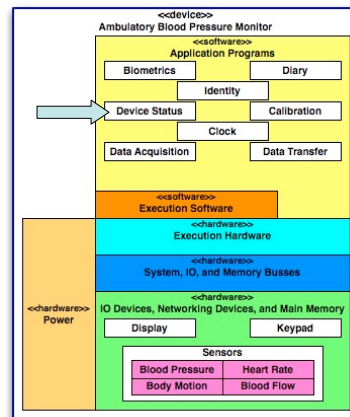 <<device>>
Ambulatory Blood Pressure Monitor
<<software>>
Application Programs
Biometrics
Diary
Identity
Device Status
Calibration
Clock
Data Acquisition
Data Transfer
<<software>>
Execution Software
<<hardware>>
Execution Hardware
System, IO, and Memory Busses
<<hardware>>
Power
<<hardware>>
IO Devices, Networking Devices, and Main Memory
Display
Keypad
Sensors
Blood Pressure
Heart Rate
Body Motion
Blood Flow